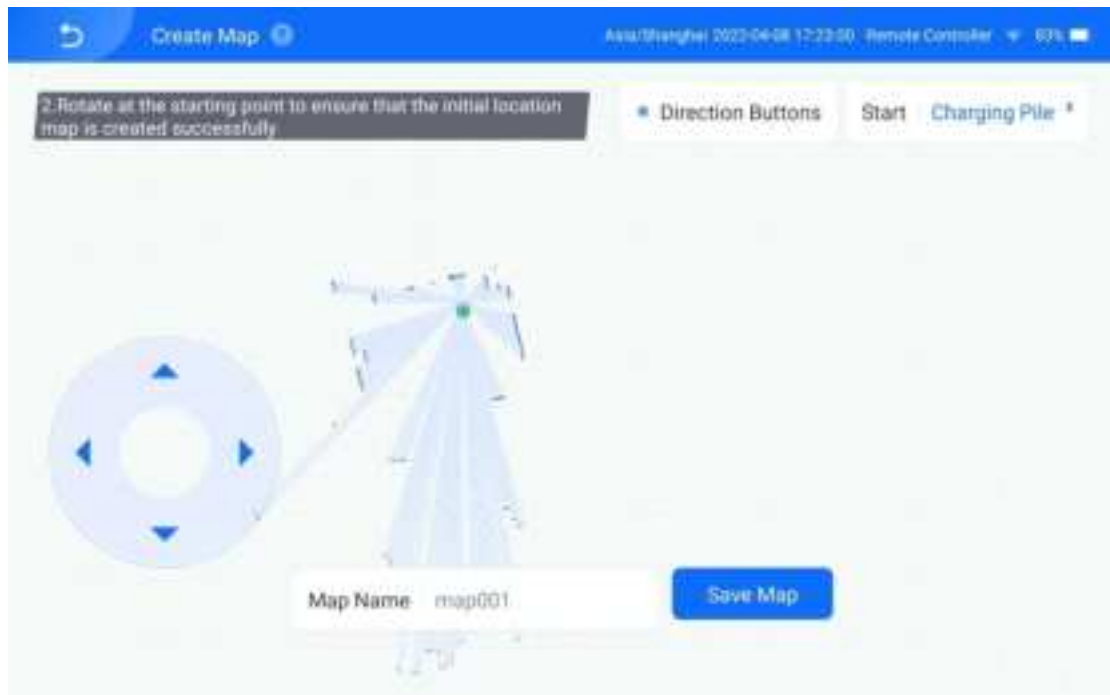 Create Map
Asia/Shanghai 2022-04-08 17:23:00 Remote Controller 83%
2.Rotate at the starting point to ensure that the initial location
map is created successfully
Direction Buttons
Start Charging Pile
Map Name map001
Save Map